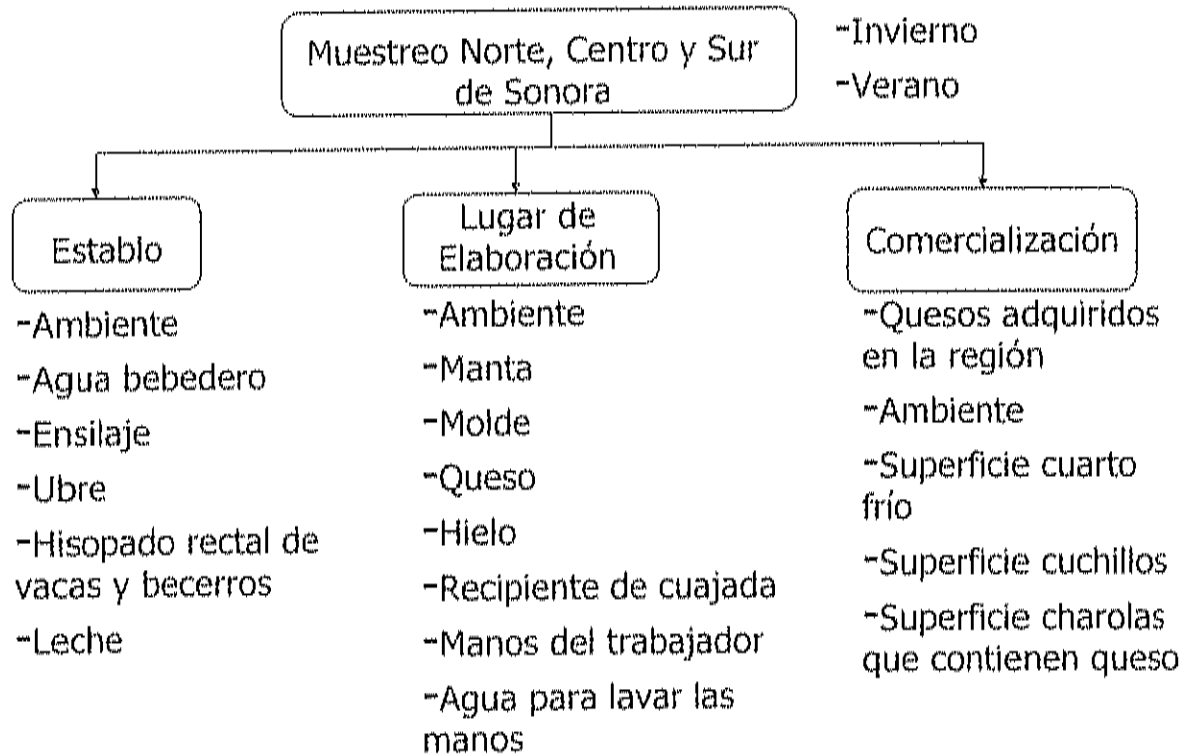 Muestreo Norte, Centro y Sur
de Sonora
-Invierno
-Verano
Establo
-Ambiente
-Agua bebedero
-Ensilaje
-Ubre
-Hisopado rectal de
vacas y becerros
-Leche
Lugar de
Elaboración
-Ambiente
-Manta
-Molde
-Queso
-Hielo
-Recipiente de cuajada
-Manos del trabajador
-Agua para lavar las
manos
Comercialización
-Quesos adquiridos
en la región
-Ambiente
-Superficie cuarto
frío
-Superficie cuchillos
-Superficie charolas
que contienen queso